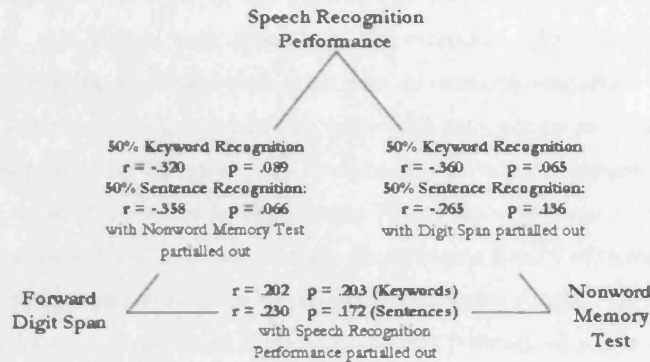 Speech Recognition
Performance
50% Keyword Recognition
r = -.320 p = .089
50% Sentence Recognition:
r = -.358 p = .066
with Nonword Memory Test
partialled out
50% Keyword Recognition
r = -.360 p = .065
50% Sentence Recognition:
r = -.265 p = .136
with Digit Span partialled out
Forward
Digit Span
r = .202 p = .203 (Keywords)
r = .230 p = .172 (Sentences)
with Speech Recognition
Performance partialled out
Nonword
Memory
Test